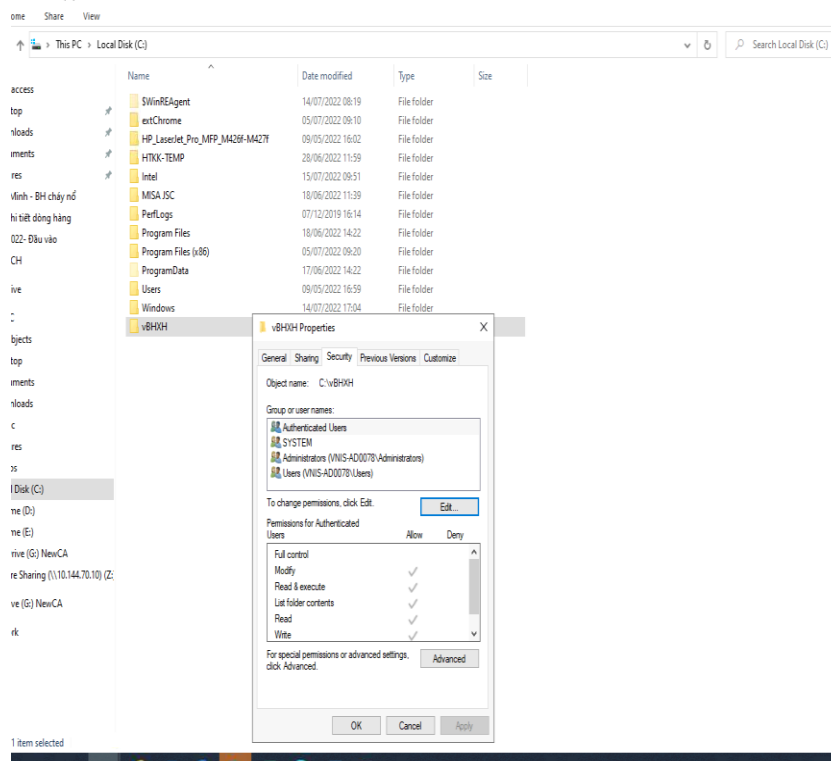 ome Share View
This PC > Local Disk (C:)
Search Local Disk (C:)
Name Date modified Type Size
access
top
nloads
iments
res
Minh - BH cháy nổ
hi tiết dòng hàng
022- Đầu vào
CH
ive
bjects
top
iments
nloads
c
res
os
l Disk (C:)
me (D:)
me (E:)
rive (G:) NewCA
re Sharing (\\10.144.70.10) (Z:
ve (G:) NewCA
rk
$WinREAgent 14/07/2022 08:19 File folder
extChrome 05/07/2022 09:10 File folder
HP_LaserJet_Pro_MFP_M426f-M427f 09/05/2022 16:02 File folder
HTKK-TEMP 28/06/2022 11:59 File folder
Intel 15/07/2022 09:51 File folder
MISA JSC 18/06/2022 11:39 File folder
PerfLogs 07/12/2019 16:14 File folder
Program Files 18/06/2022 14:22 File folder
Program Files (x86) 05/07/2022 09:20 File folder
ProgramData 17/06/2022 14:22 File folder
Users 09/05/2022 16:59 File folder
Windows 14/07/2022 17:04 File folder
vBHXH
vBHXH Properties
General Sharing Security Previous Versions Customize
Object name: C:\vBHXH
Group or user names:
Authenticated Users
SYSTEM
Administrators (VNIS-AD0078\Administrators)
Users (VNIS-AD0078\Users)
To change permissions, click Edit.
Edit...
Permissions for Authenticated
Users Allow Deny
Full control
Modify
Read & execute
List folder contents
Read
Write
For special permissions or advanced settings,
click Advanced.
Advanced
OK Cancel Apply
1 item selected